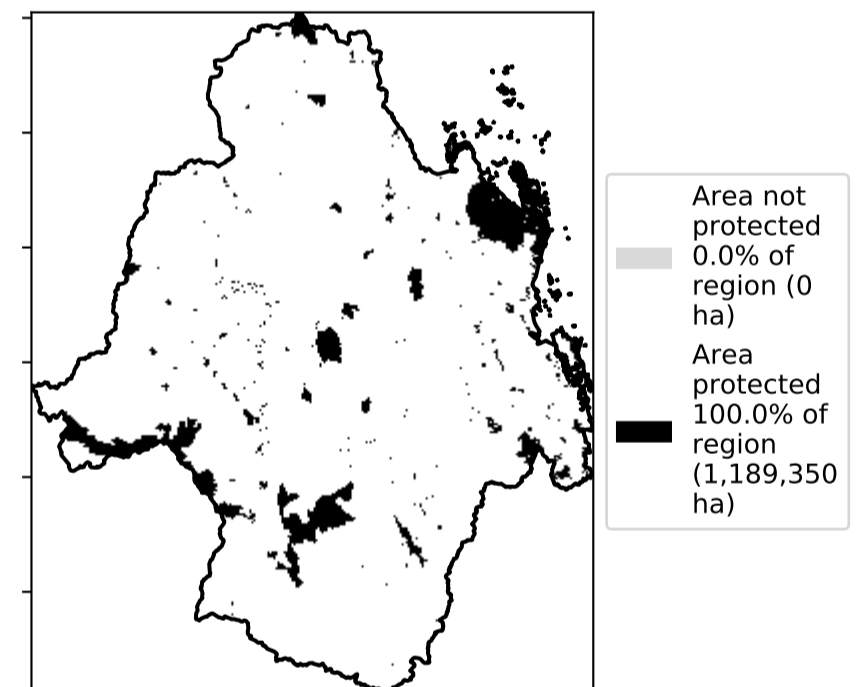 Area not
protected
0.0% of
region (0
ha)
Area
protected
100.0% of
region
(1,189,350
ha)